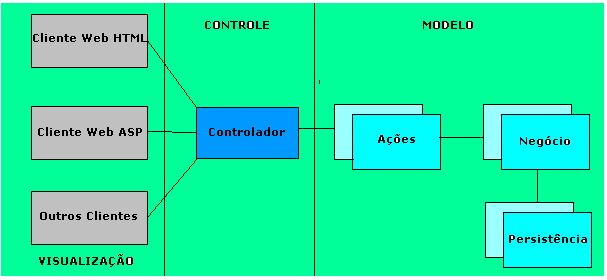 CONTROLE
MODELO
Cliente Web HTML
Cliente Web ASP
Controlador
Ações
Negócio
Outros Clientes
Persistência
VISUALIZAÇÃO